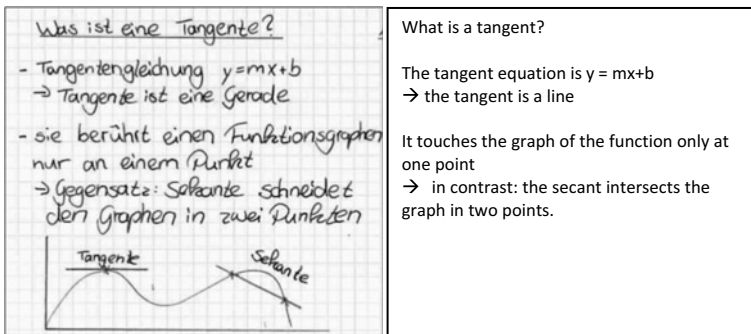 Was ist eine Tangente?
- Tangentengleichung y=mx+b
→ Tangente ist eine Gerade
- sie berührt einen Funktionsgraphen
nur an einem Punkt
→ Gegensatz: Sekante schneidet
den Graphen in zwei Punkten
Tangente
Sekante
What is a tangent?
The tangent equation is y = mx+b
→ the tangent is a line
It touches the graph of the function only at
one point
→ in contrast: the secant intersects the
graph in two points.